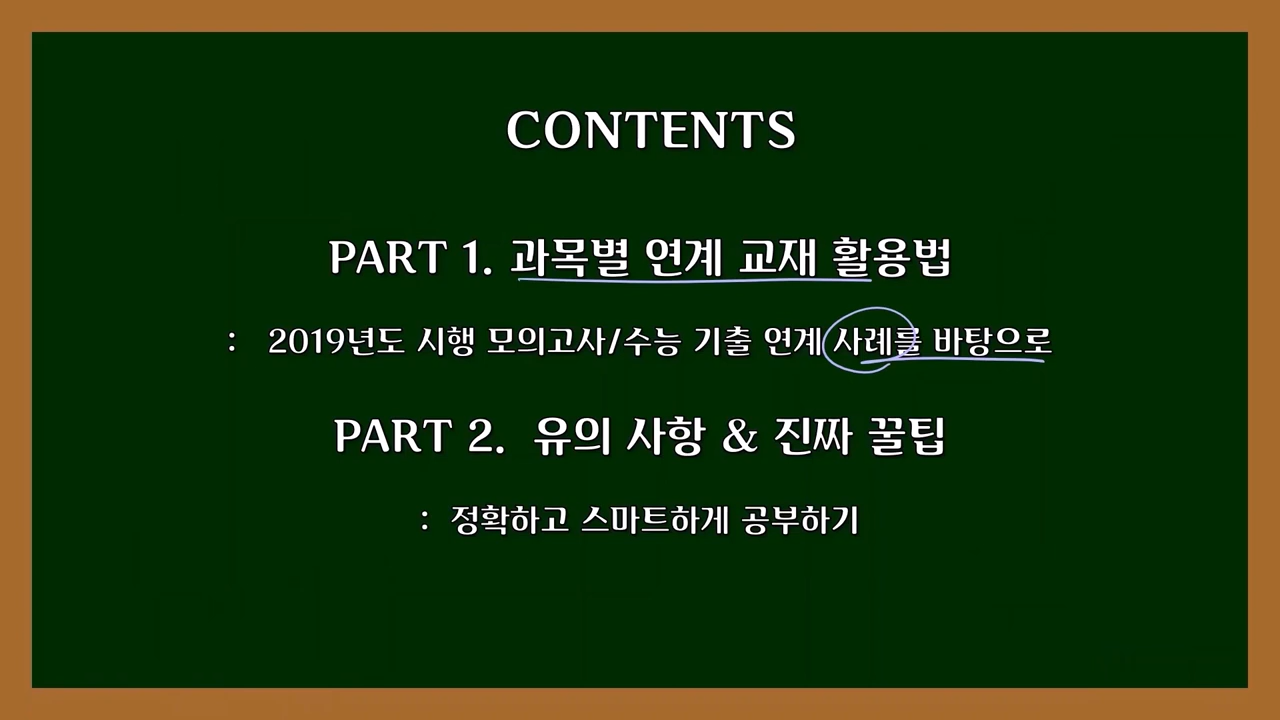 CONTENTS
PART 1. 과목별 연계 교재 활용법
: 2019년도 시행 모의고사/수능 기출 연계 사례를 바탕으로
PART 2. 유의 사항 & 진짜 꿀팁
: 정확하고 스마트하게 공부하기